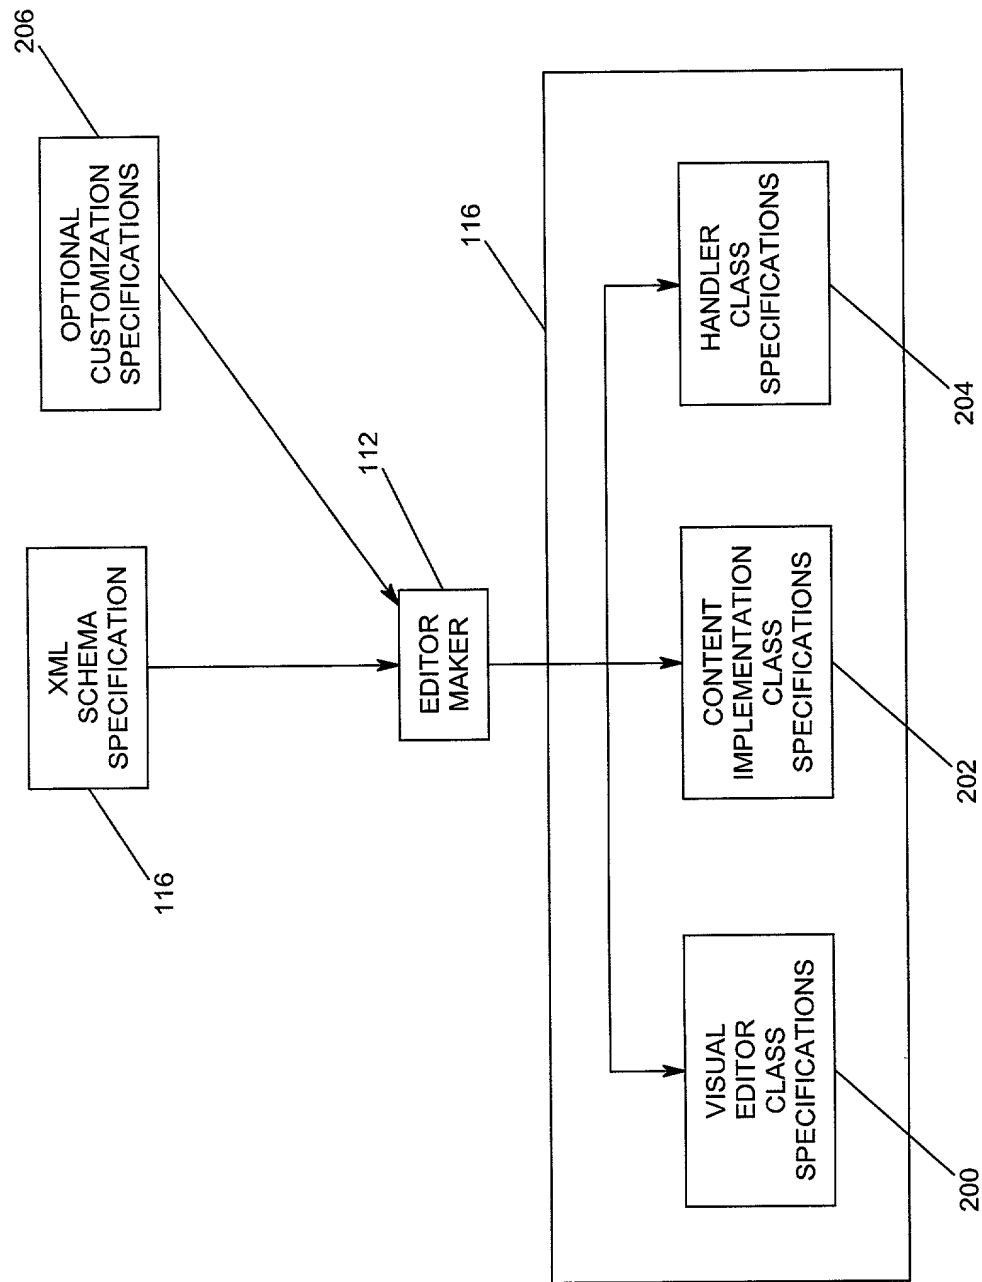 206
XML
SCHEMA
SPECIFICATION
OPTIONAL
CUSTOMIZATION
SPECIFICATIONS
116
112
EDITOR
MAKER
116
VISUAL
EDITOR
CLASS
SPECIFICATIONS
CONTENT
IMPLEMENTATION
CLASS
SPECIFICATIONS
HANDLER
CLASS
SPECIFICATIONS
200
202
204